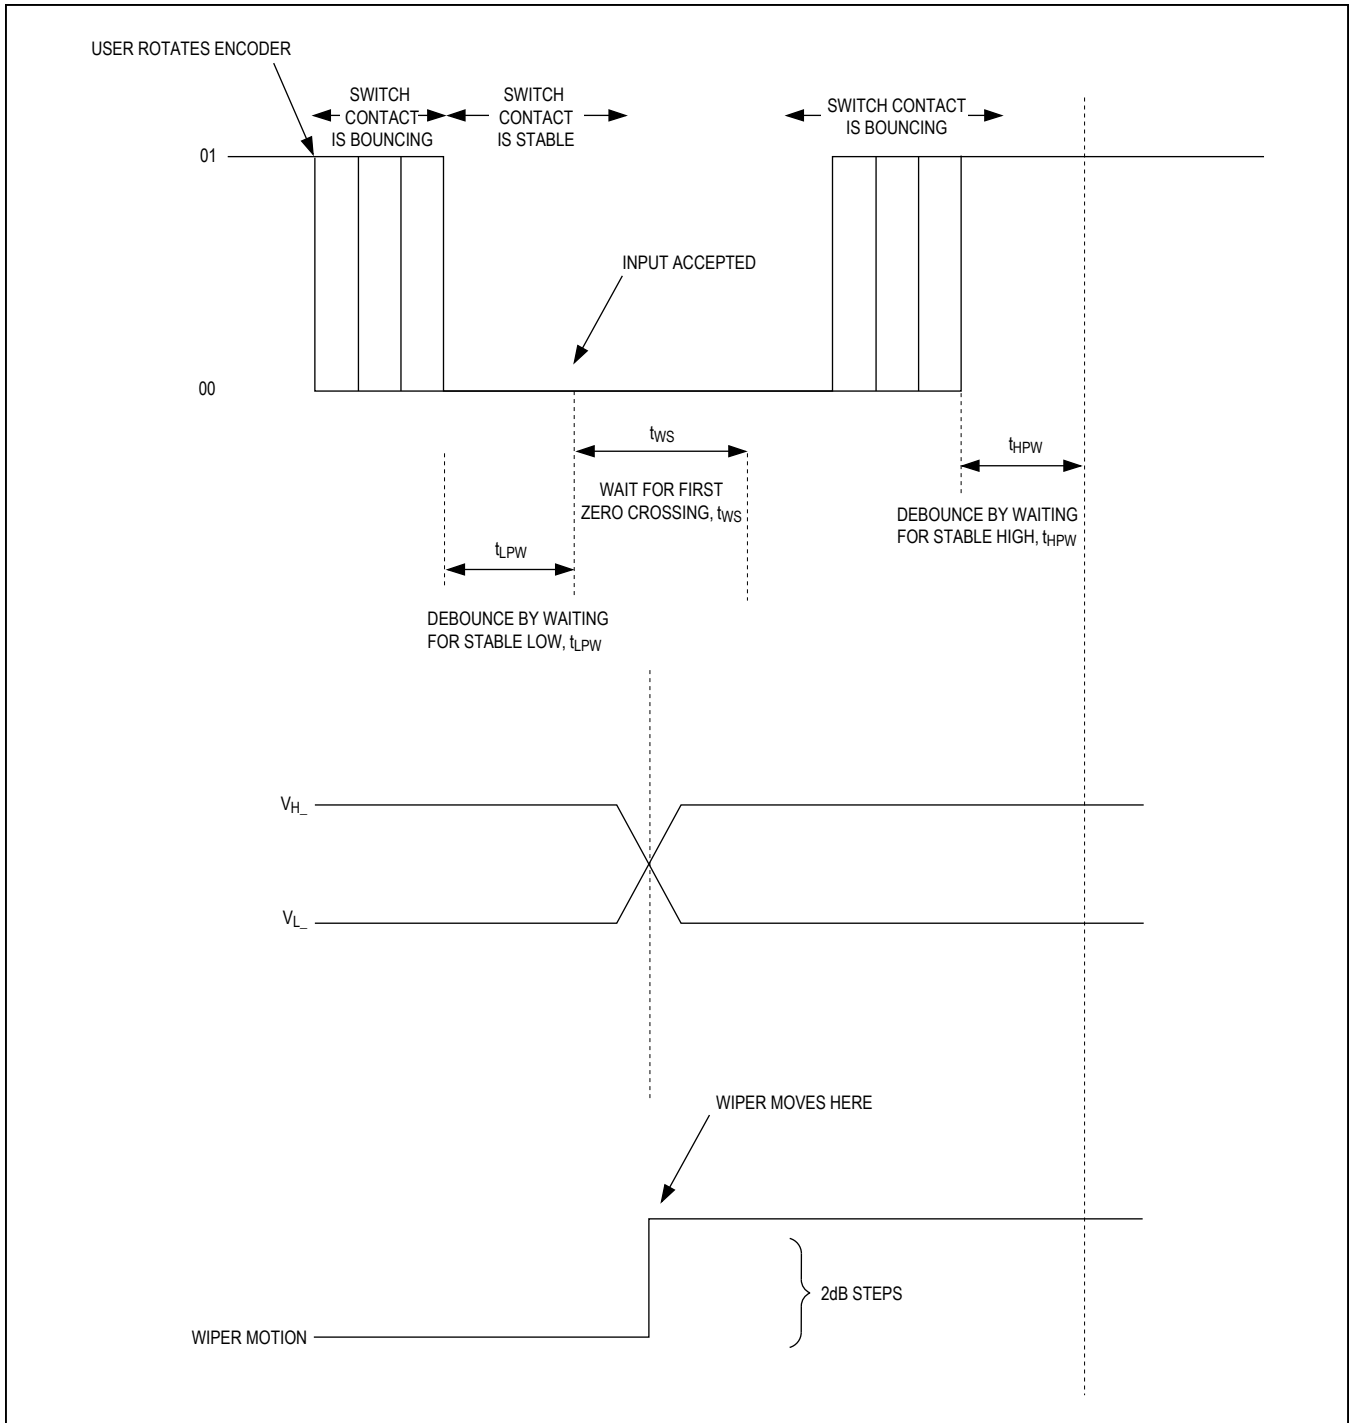 USER ROTATES ENCODER
SWITCH
CONTACT
IS BOUNCING
SWITCH
CONTACT
IS STABLE
SWITCH CONTACT
IS BOUNCING
01
INPUT ACCEPTED
00
tWS
tHPW
WAIT FOR FIRST
ZERO CROSSING, tWS
DEBOUNCE BY WAITING
FOR STABLE HIGH, tHPW
tLPW
DEBOUNCE BY WAITING
FOR STABLE LOW, tLPW
VH_
VL_
WIPER MOVES HERE
2dB STEPS
WIPER MOTION